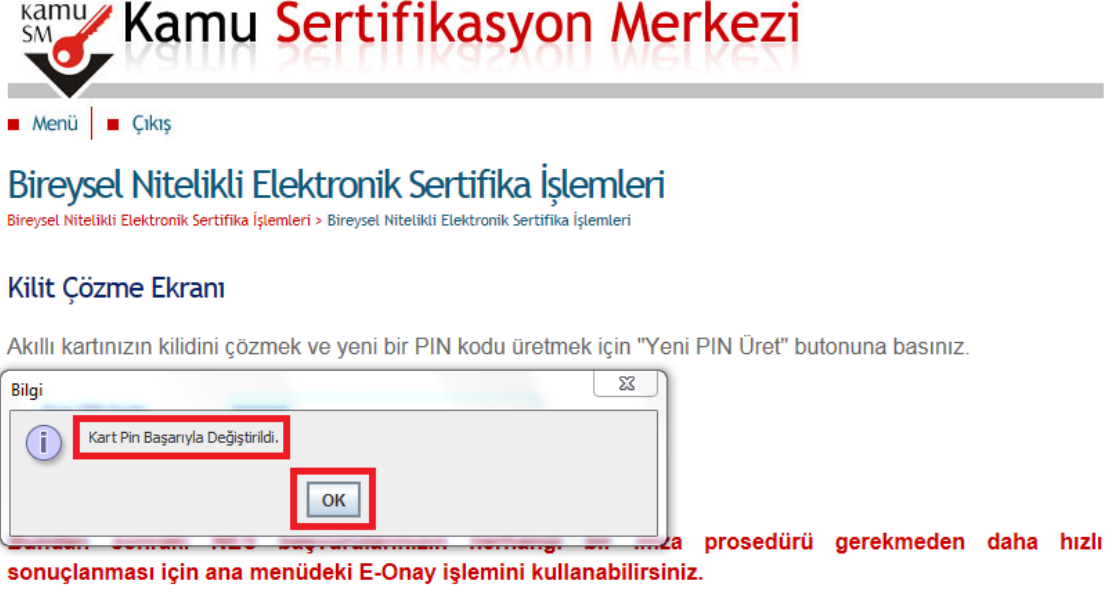 kamu
SM
Kamu Sertifikasyon Merkezi
Menü
Çıkış
Bireysel Nitelikli Elektronik Sertifika İşlemleri
Bireysel Nitelikli Elektronik Sertifika İşlemleri > Bireysel Nitelikli Elektronik Sertifika İşlemleri
Kilit Çözme Ekranı
Akıllı kartınızın kilidini çözmek ve yeni bir PIN kodu üretmek için "Yeni PIN Üret" butonuna basınız.
Bilgi
Kart Pin Başarıyla Değiştirildi.
OK
prosedürü gerekmeden daha hızlı
sonuçlanması için ana menüdeki E-Onay işlemini kullanabilirsiniz.